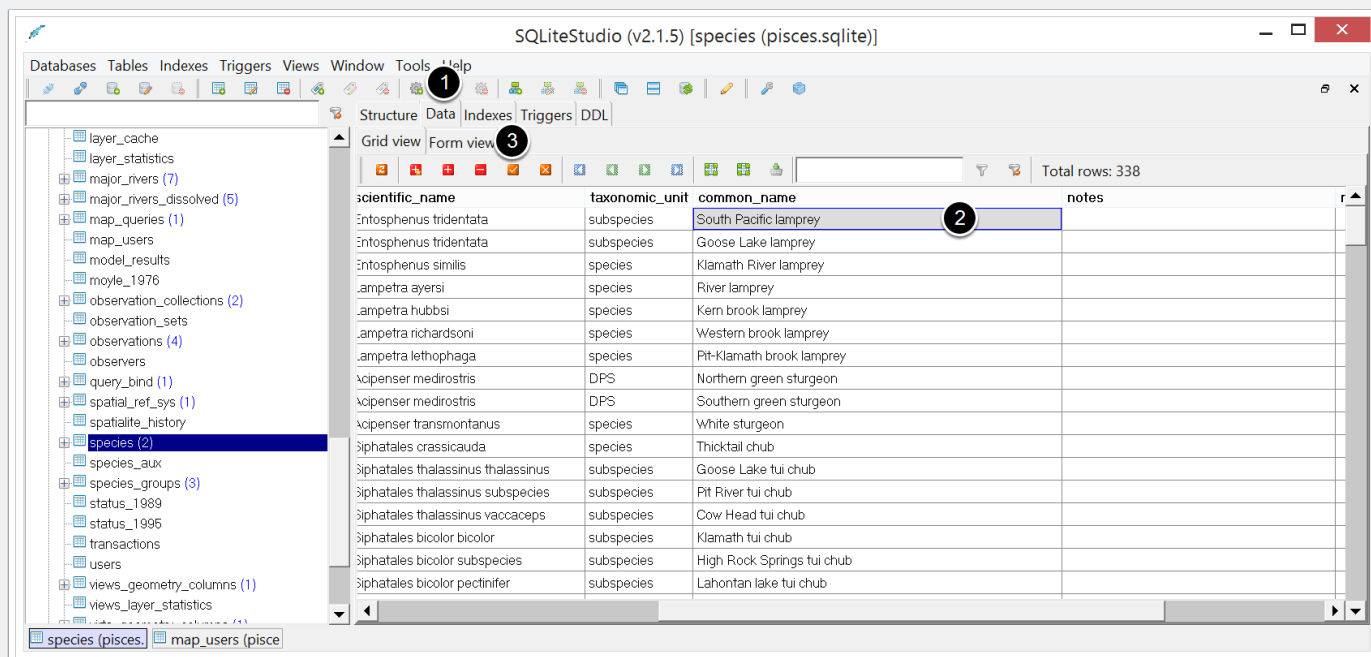 SQLiteStudio (v2.1.5) [species (pisces.sqlite)]
Databases Tables Indexes Triggers Views Window Tools Help
1
Structure Data Indexes Triggers DDL
Grid view Form view 3
Total rows: 338
layer_cache
layer_statistics
major_rivers (7)
major_rivers_dissolved (5)
map_queries (1)
map_users
model_results
moyle_1976
observation_collections (2)
observation_sets
observations (4)
observers
query_bind (1)
spatial_ref_sys (1)
spatialite_history
species (2)
species_aux
species_groups (3)
status_1989
status_1995
transactions
users
views_geometry_columns (1)
views_layer_statistics
scientific_name taxonomic_unit common_name notes
Entosphenus tridentata subspecies South Pacific lamprey 2
Entosphenus tridentata subspecies Goose Lake lamprey
Entosphenus similis species Klamath River lamprey
Lampetra ayersi species River lamprey
Lampetra hubbsi species Kern brook lamprey
Lampetra richardsoni species Western brook lamprey
Lampetra lethophaga species Pit-Klamath brook lamprey
Acipenser medirostris DPS Northern green sturgeon
Acipenser medirostris DPS Southern green sturgeon
Acipenser transmontanus species White sturgeon
Siphatales crassicauda species Thicktail chub
Siphatales thalassinus thalassinus subspecies Goose Lake tui chub
Siphatales thalassinus subspecies subspecies Pit River tui chub
Siphatales thalassinus vaccaceps subspecies Cow Head tui chub
Siphatales bicolor bicolor subspecies Klamath tui chub
Siphatales bicolor subspecies subspecies High Rock Springs tui chub
Siphatales bicolor pectinifer subspecies Lahontan lake tui chub
species (pisces. map_users (pisce